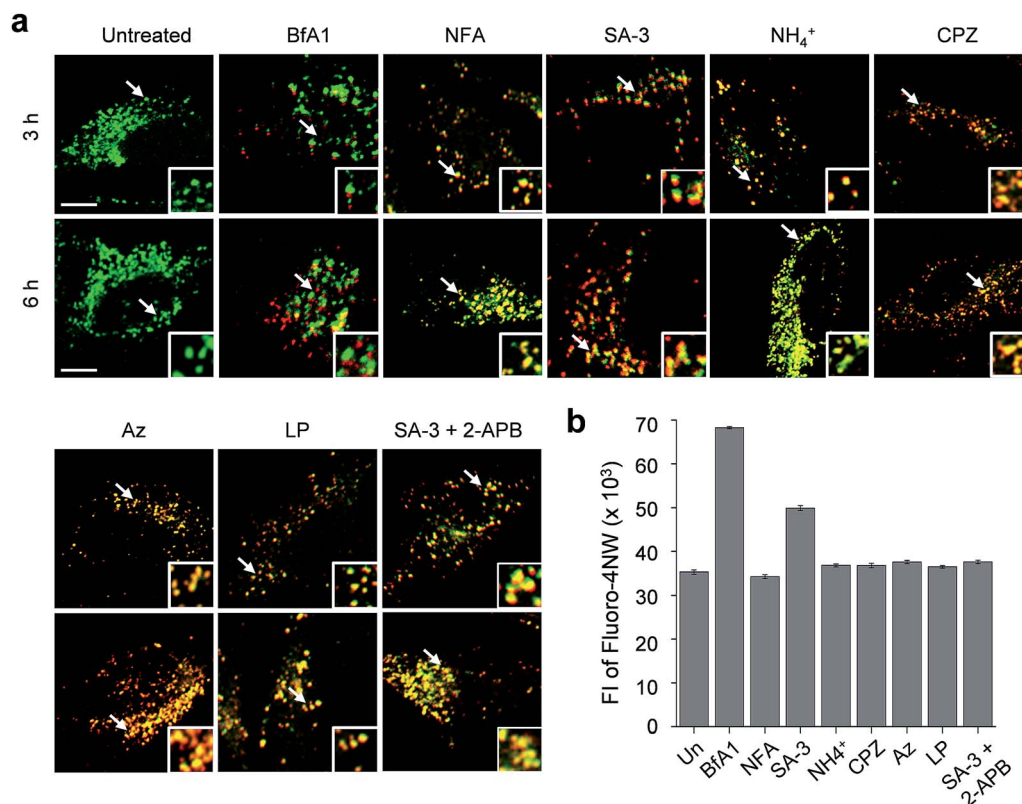 a
Untreated BfA1 NFA SA-3 NH₄⁺ CPZ
3 h
6 h
Az LP SA-3 + 2-APB
b
FI of Fluoro-4NW (x 10³)
70
60
50
40
30
20
10
0
Un BfA1 NFA SA-3 NH4⁺ CPZ Az LP SA-3 +
2-APB